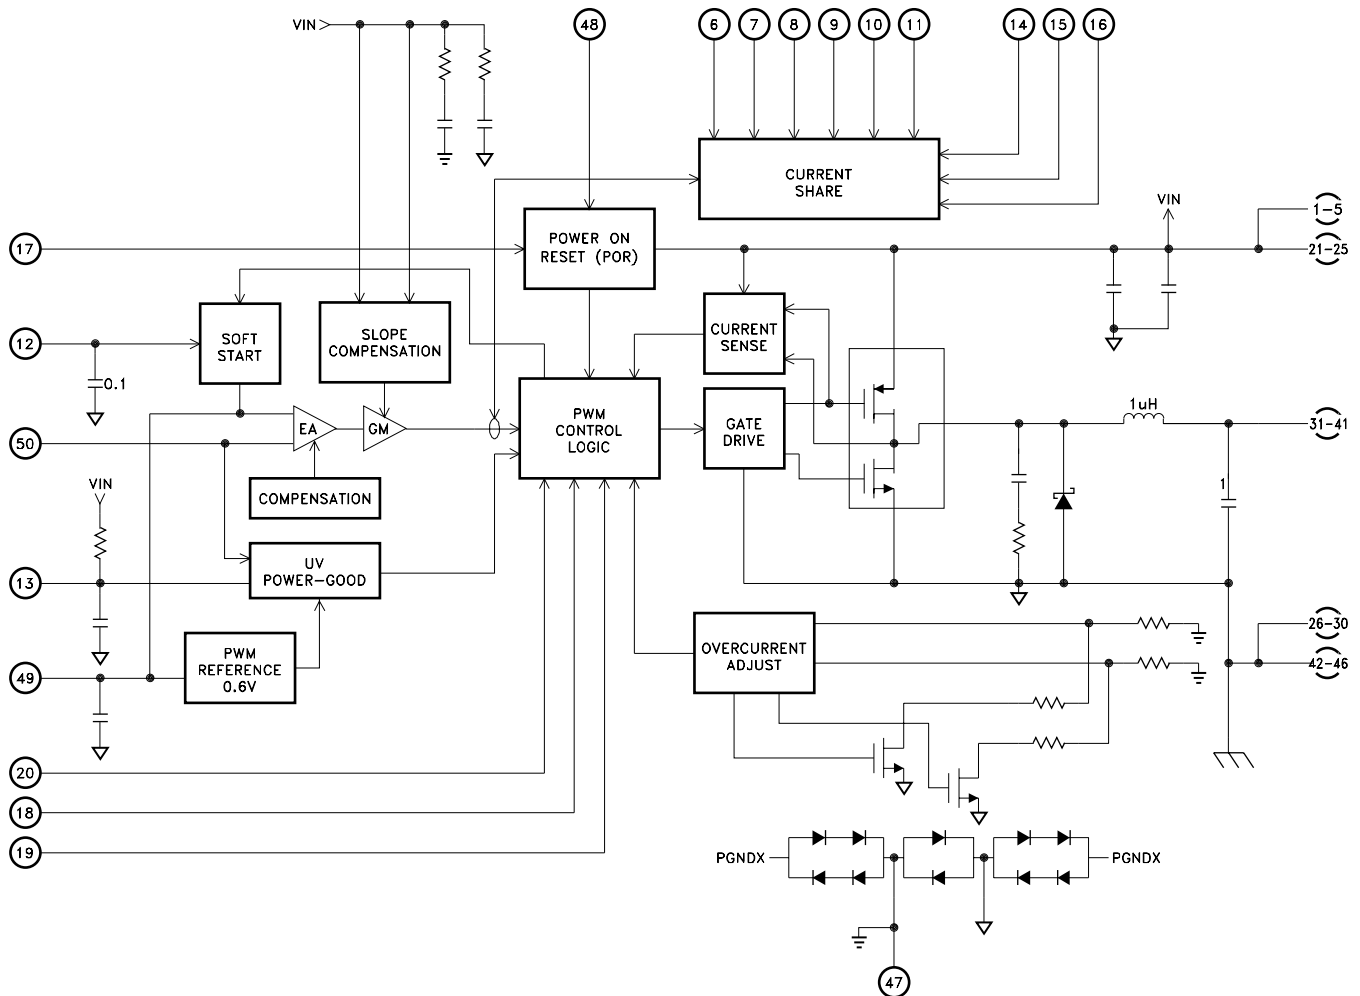 VIN
48
6
7
8
9
10
11
14
15
16
CURRENT
SHARE
VIN
1-5
17
POWER ON
RESET (POR)
21-25
12
SOFT
START
SLOPE
COMPENSATION
CURRENT
SENSE
0.1
PWM
CONTROL
LOGIC
GATE
DRIVE
1uH
EA
GM
31-41
50
VIN
COMPENSATION
1
13
UV
POWER-GOOD
26-30
OVERCURRENT
ADJUST
42-46
49
PWM
REFERENCE
0.6V
20
18
19
PGNDX
PGNDX
47